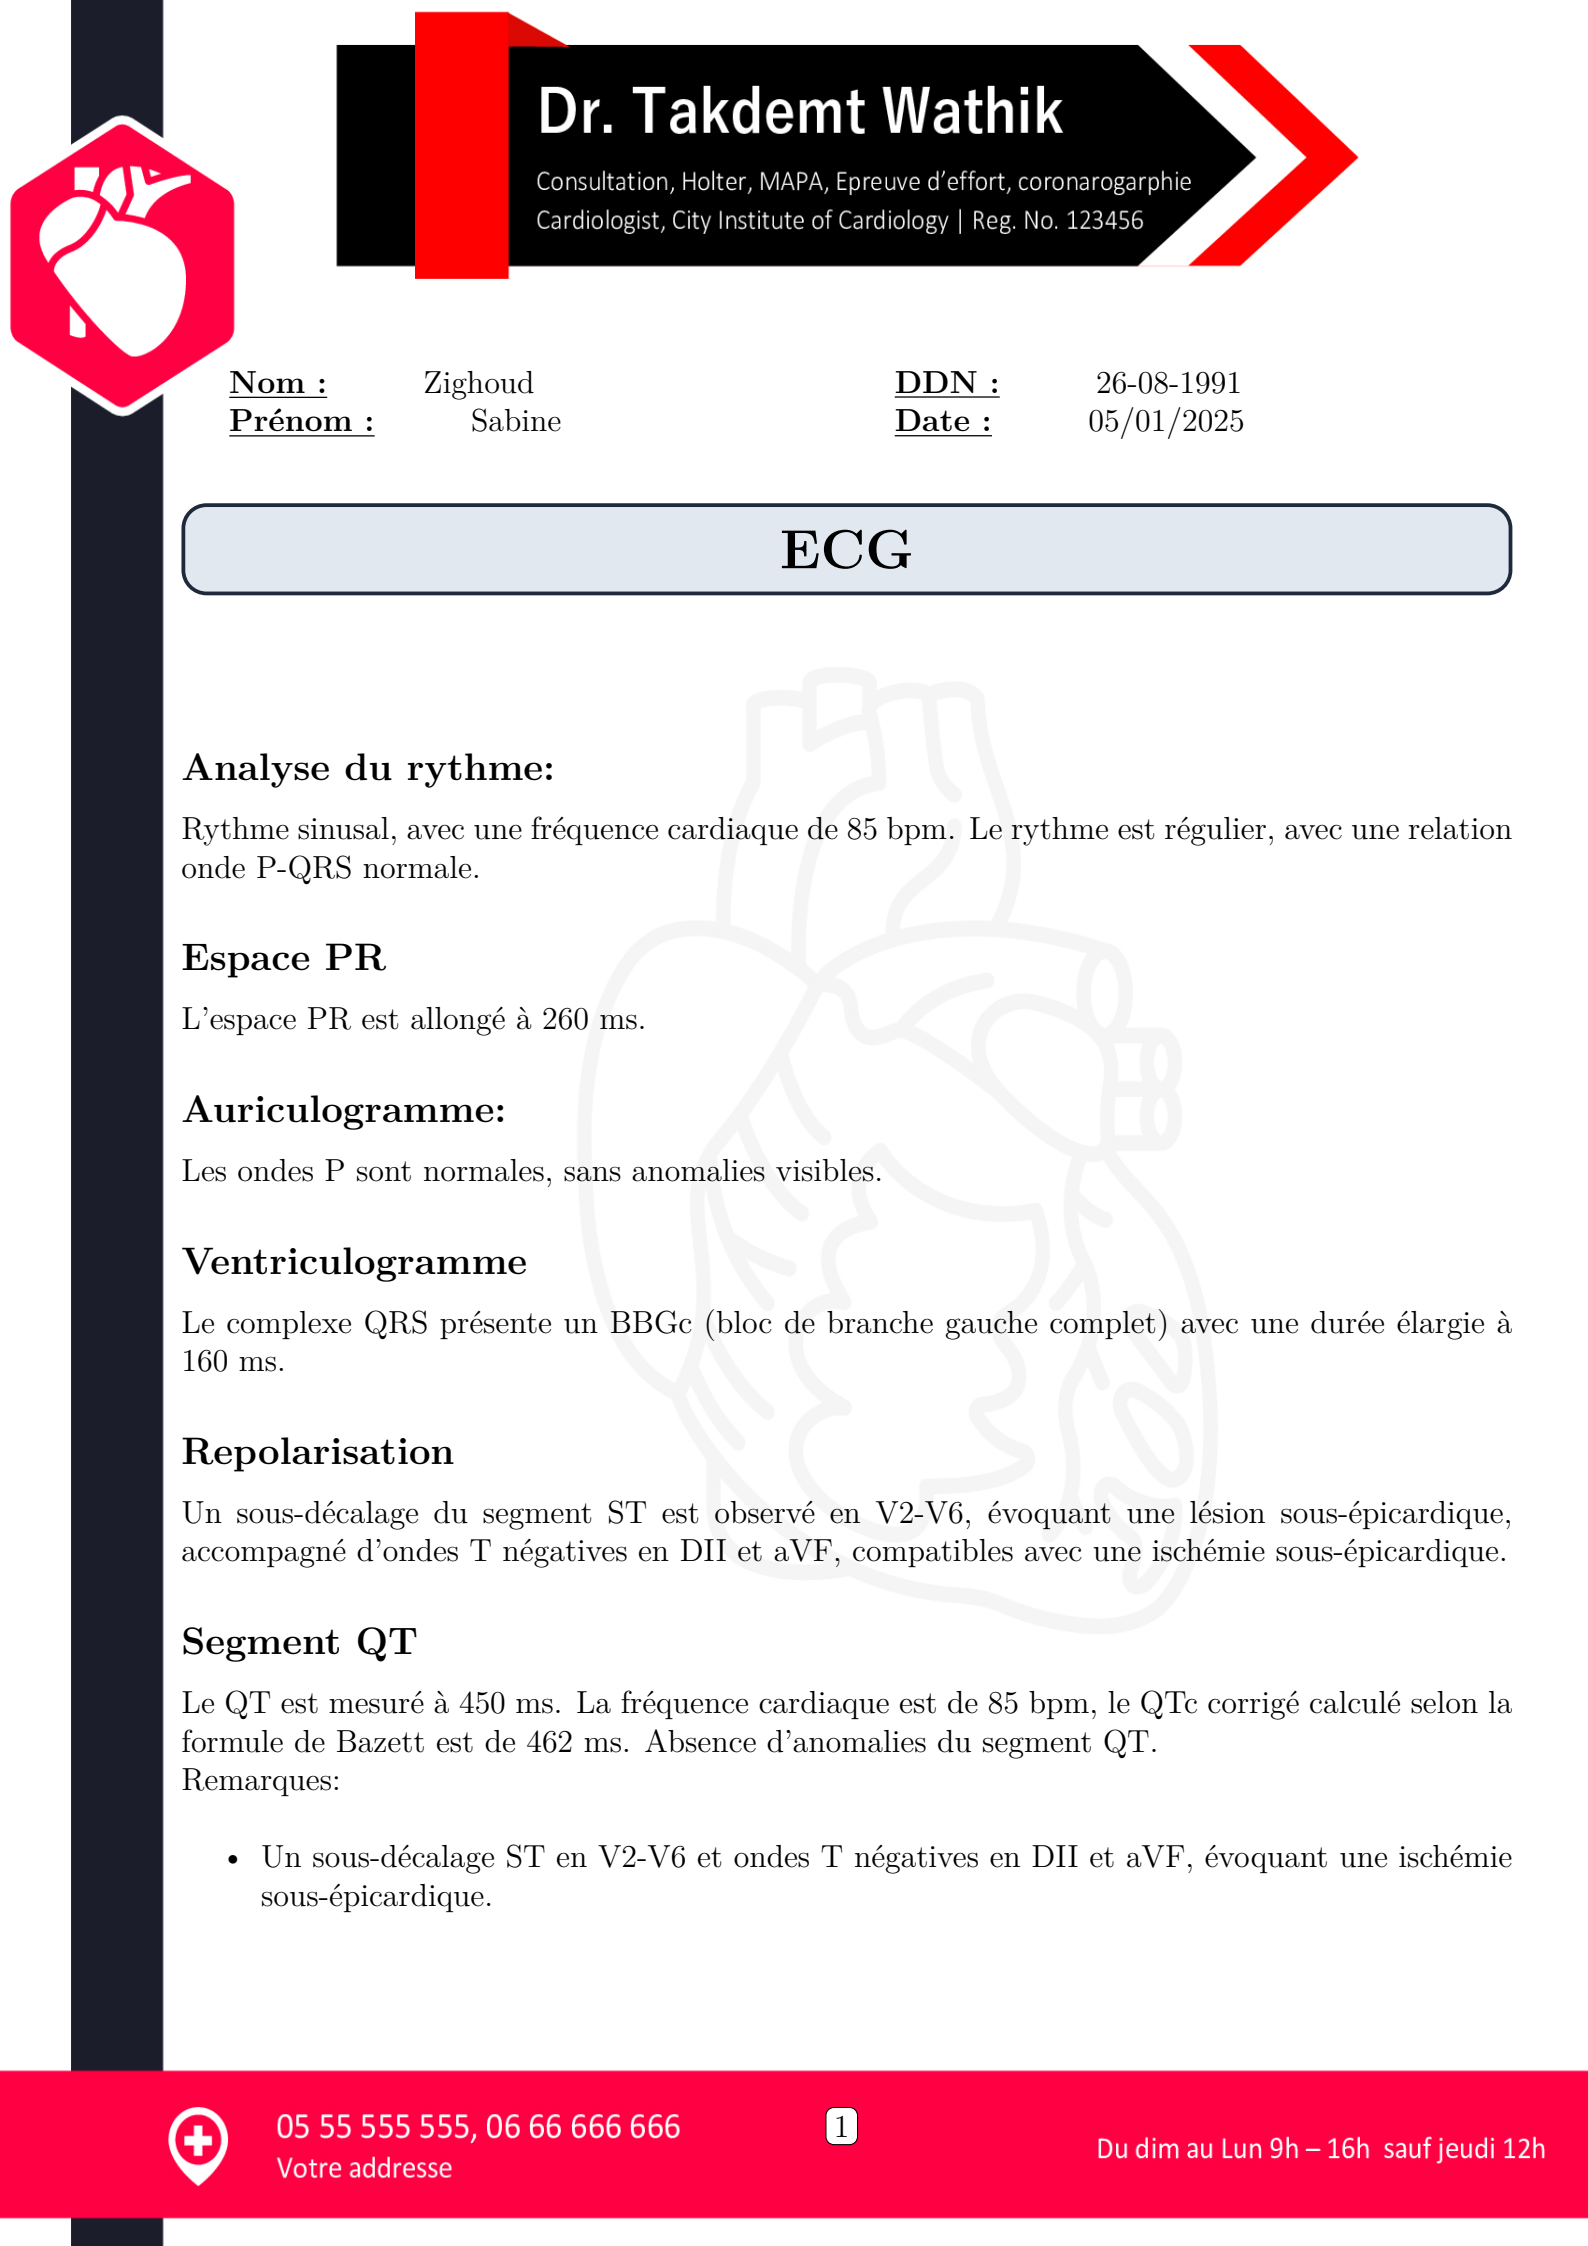 Dr. Takdemt Wathik
Consultation, Holter, MAPA, Epreuve d'effort, coronarogarphie
Cardiologist, City Institute of Cardiology | Reg. No. 123456
Nom : Zighoud DDN : 26-08-1991
Prénom : Sabine Date : 05/01/2025
ECG
Analyse du rythme:
Rythme sinusal, avec une fréquence cardiaque de 85 bpm. Le rythme est régulier, avec une relation
onde P-QRS normale.
Espace PR
L'espace PR est allongé à 260 ms.
Auriculogramme:
Les ondes P sont normales, sans anomalies visibles.
Ventriculogramme
Le complexe QRS présente un BBGc (bloc de branche gauche complet) avec une durée élargie à
160 ms.
Repolarisation
Un sous-décalage du segment ST est observé en V2-V6, évoquant une lésion sous-épicardique,
accompagné d'ondes T négatives en DII et aVF, compatibles avec une ischémie sous-épicardique.
Segment QT
Le QT est mesuré à 450 ms. La fréquence cardiaque est de 85 bpm, le QTc corrigé calculé selon la
formule de Bazett est de 462 ms. Absence d'anomalies du segment QT.
Remarques:
• Un sous-décalage ST en V2-V6 et ondes T négatives en DII et aVF, évoquant une ischémie
sous-épicardique.
05 55 555 555, 06 66 666 666
Votre addresse
1
Du dim au Lun 9h – 16h sauf jeudi 12h